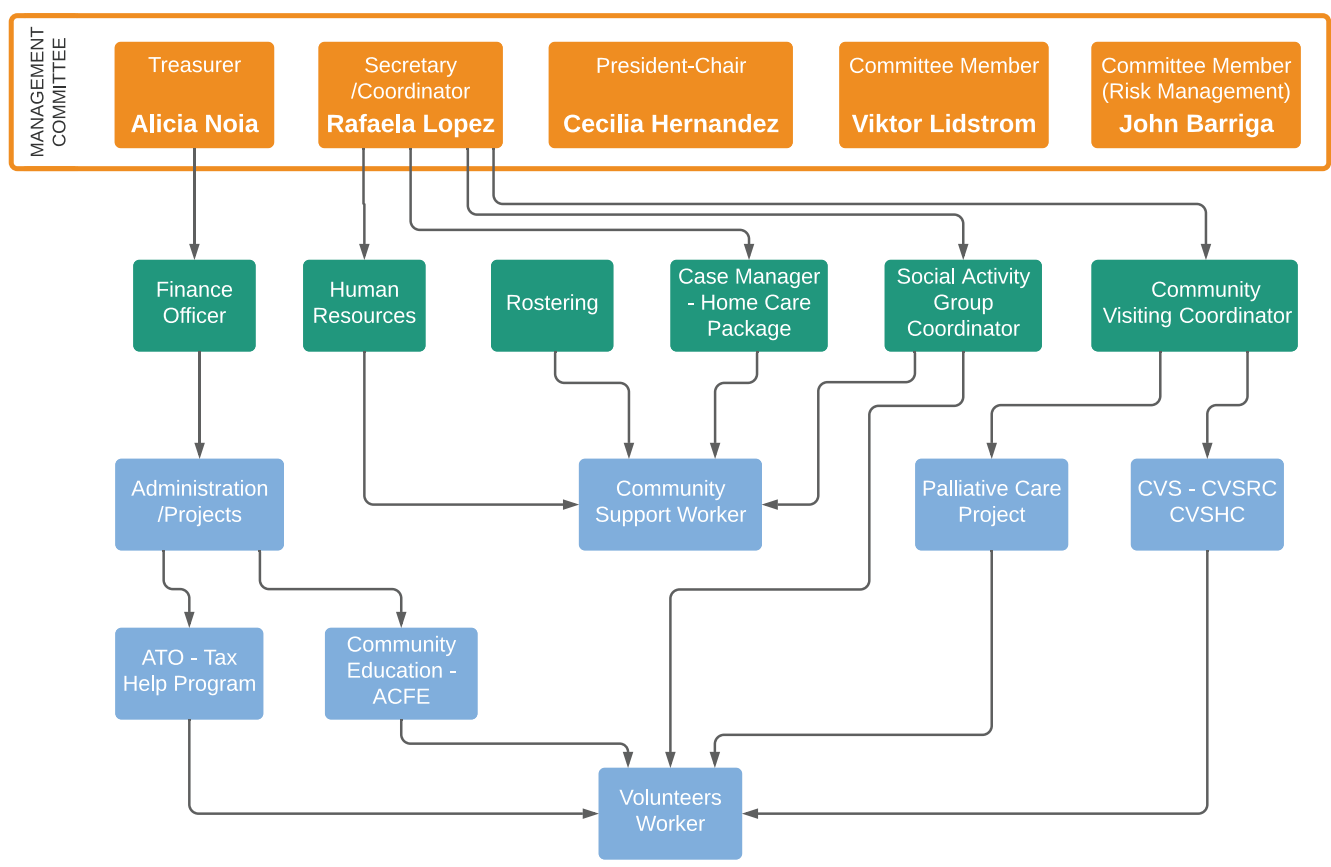 MANAGEMENT
COMMITTEE
Treasurer
Alicia Noia
Secretary
/Coordinator
Rafaela Lopez
President-Chair
Cecilia Hernandez
Committee Member
Viktor Lidstrom
Committee Member
(Risk Management)
John Barriga
Finance
Officer
Human
Resources
Rostering
Case Manager
- Home Care
Package
Social Activity
Group
Coordinator
Community
Visiting Coordinator
Administration
/Projects
Community
Support Worker
Palliative Care
Project
CVS - CVSRC
CVSHC
ATO - Tax
Help Program
Community
Education -
ACFE
Volunteers
Worker